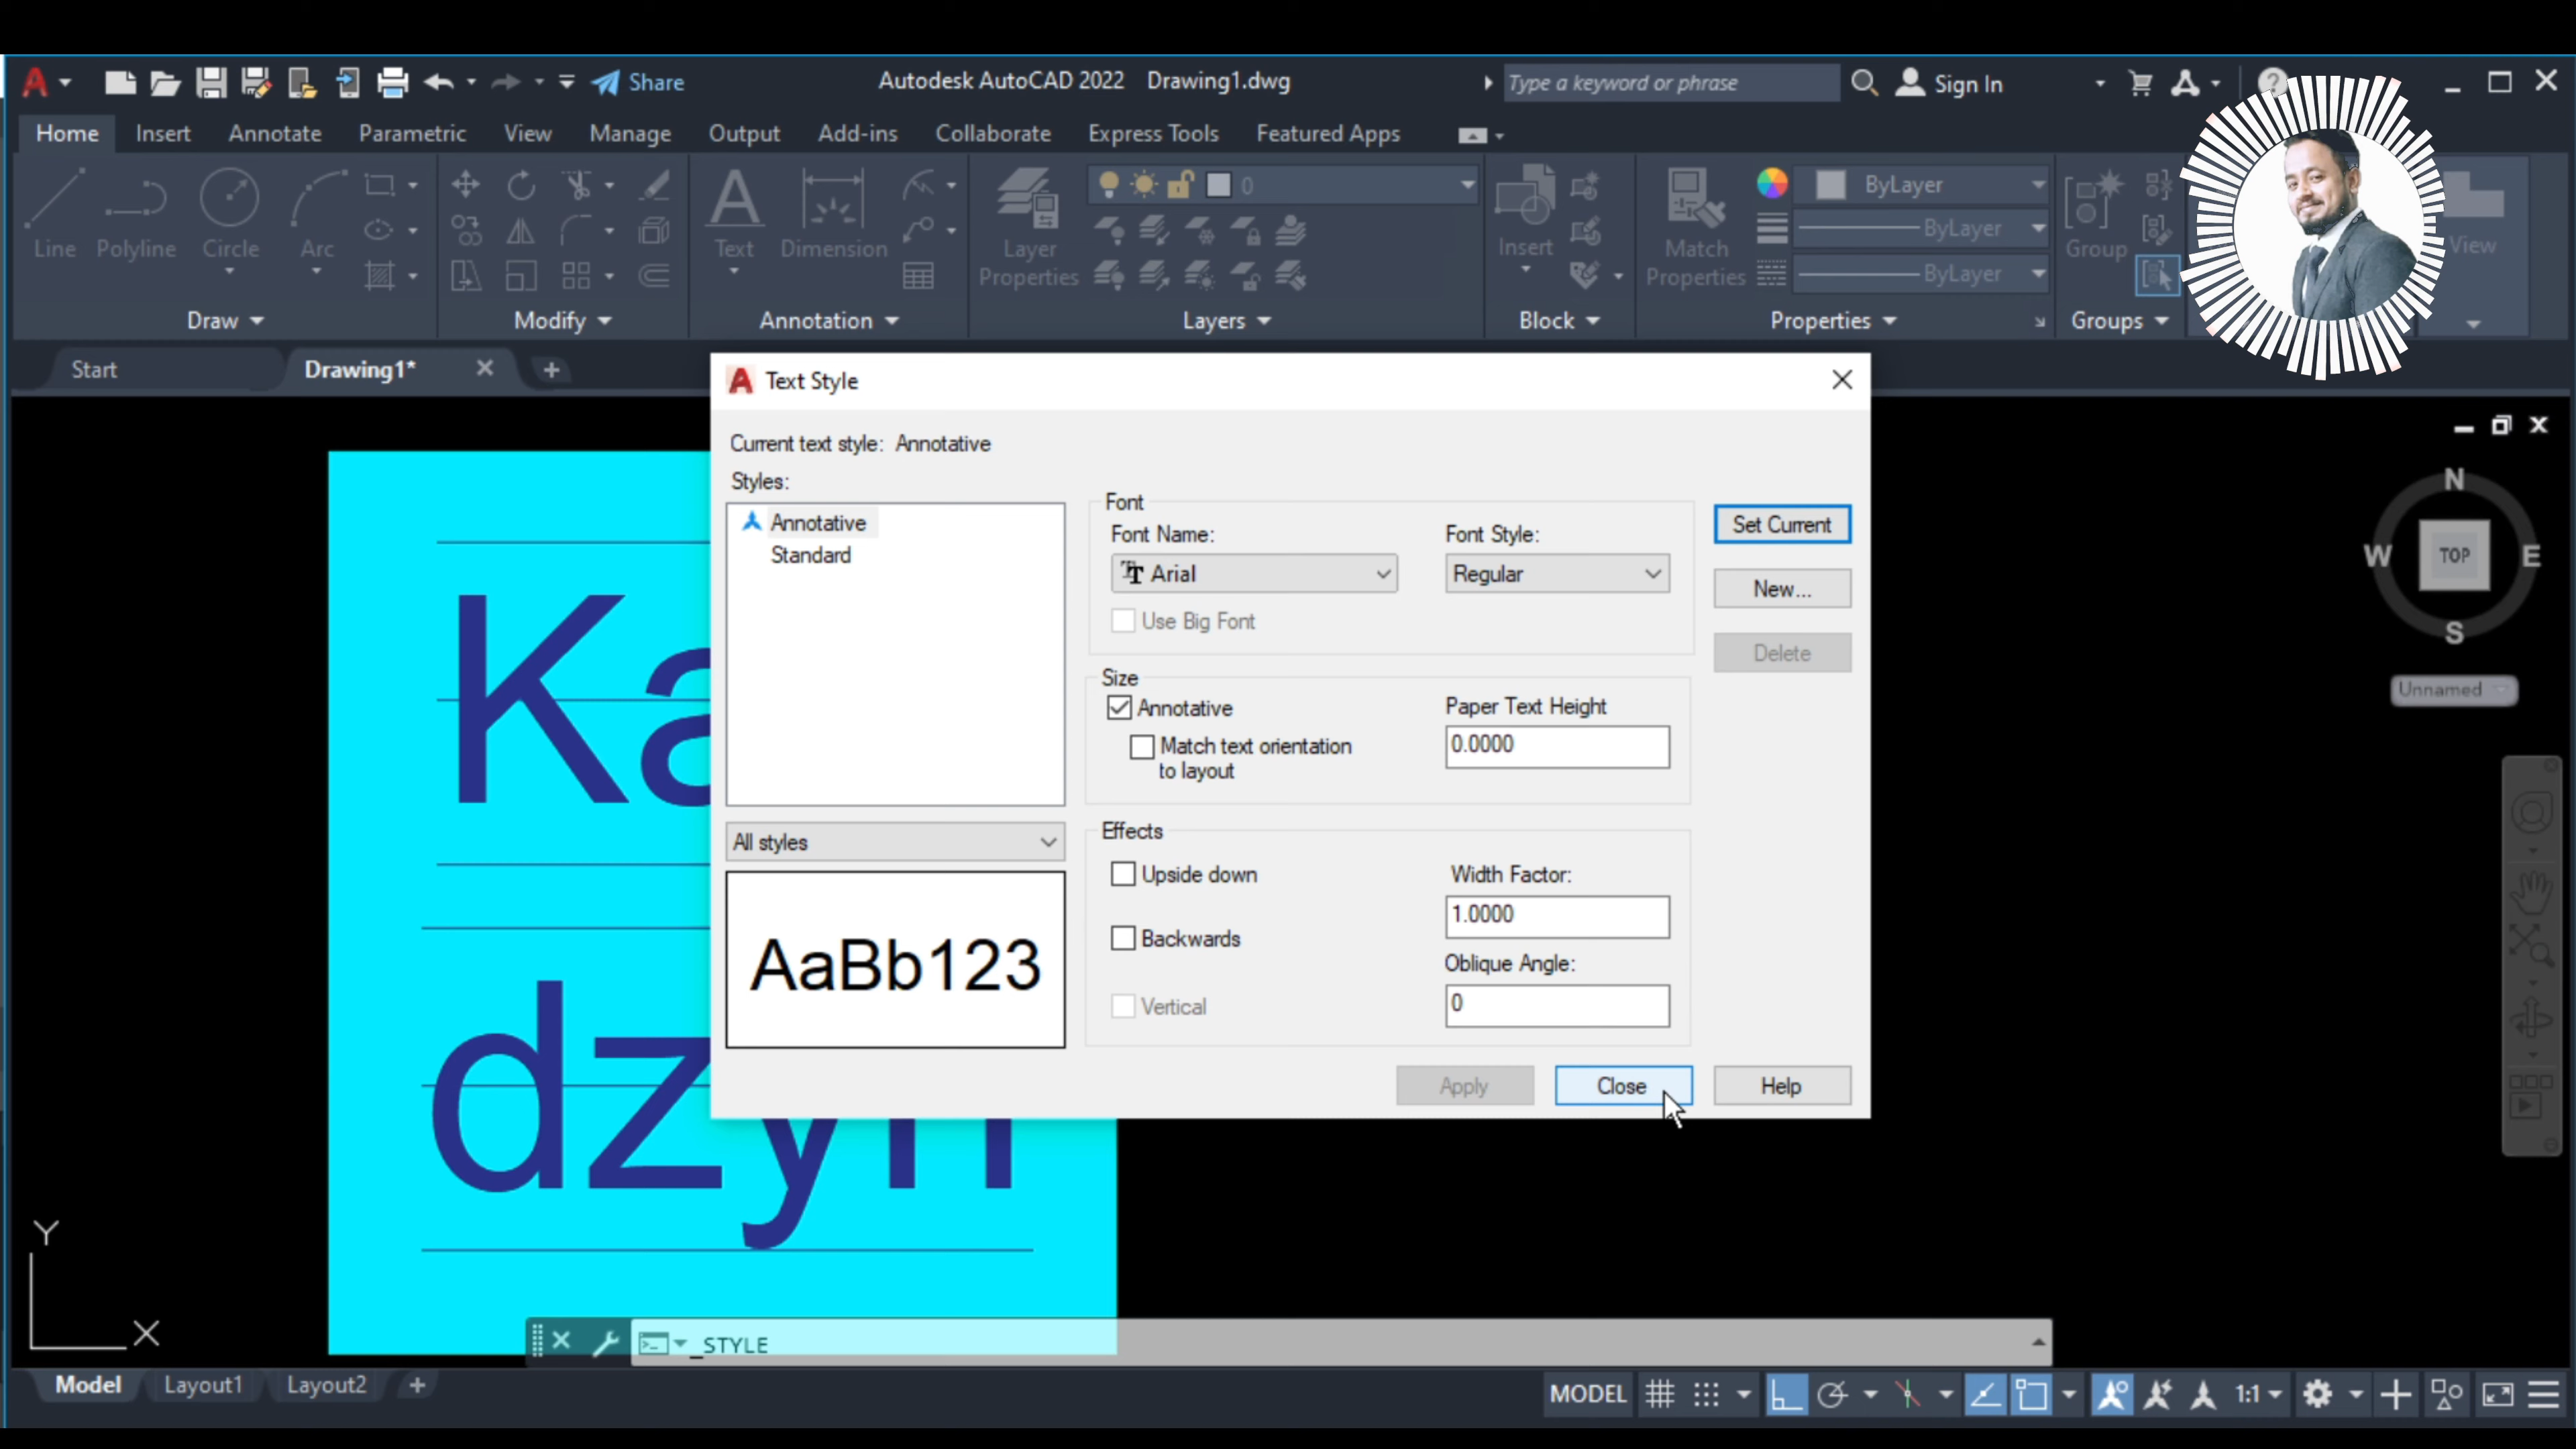 Share
Autodesk AutoCAD 2022 Drawing1.dwg
Type a keyword or phrase
Sign In
Home Insert Annotate Parametric View Manage Output Add-ins Collaborate Express Tools Featured Apps
0
ByLayer
Line Polyline Circle Arc
Text Dimension
Layer Properties
Insert
Match Properties
ByLayer
ByLayer
Group
View
Draw Modify Annotation Layers Block Properties Groups
Start Drawing1*
Text Style
Current text style: Annotative
Styles:
Annotative
Standard
All styles
AaBb123
Font
Font Name: Font Style:
Arial Regular
Use Big Font
Size
Annotative
Match text orientation
to layout
Paper Text Height
0.0000
Effects
Upside down
Backwards
Vertical
Width Factor:
1.0000
Oblique Angle:
0
Set Current
New...
Delete
Apply Close Help
Ka
dzyn
N
W TOP E
S
Unnamed
Y
X
_STYLE
Model Layout1 Layout2
MODEL
1:1